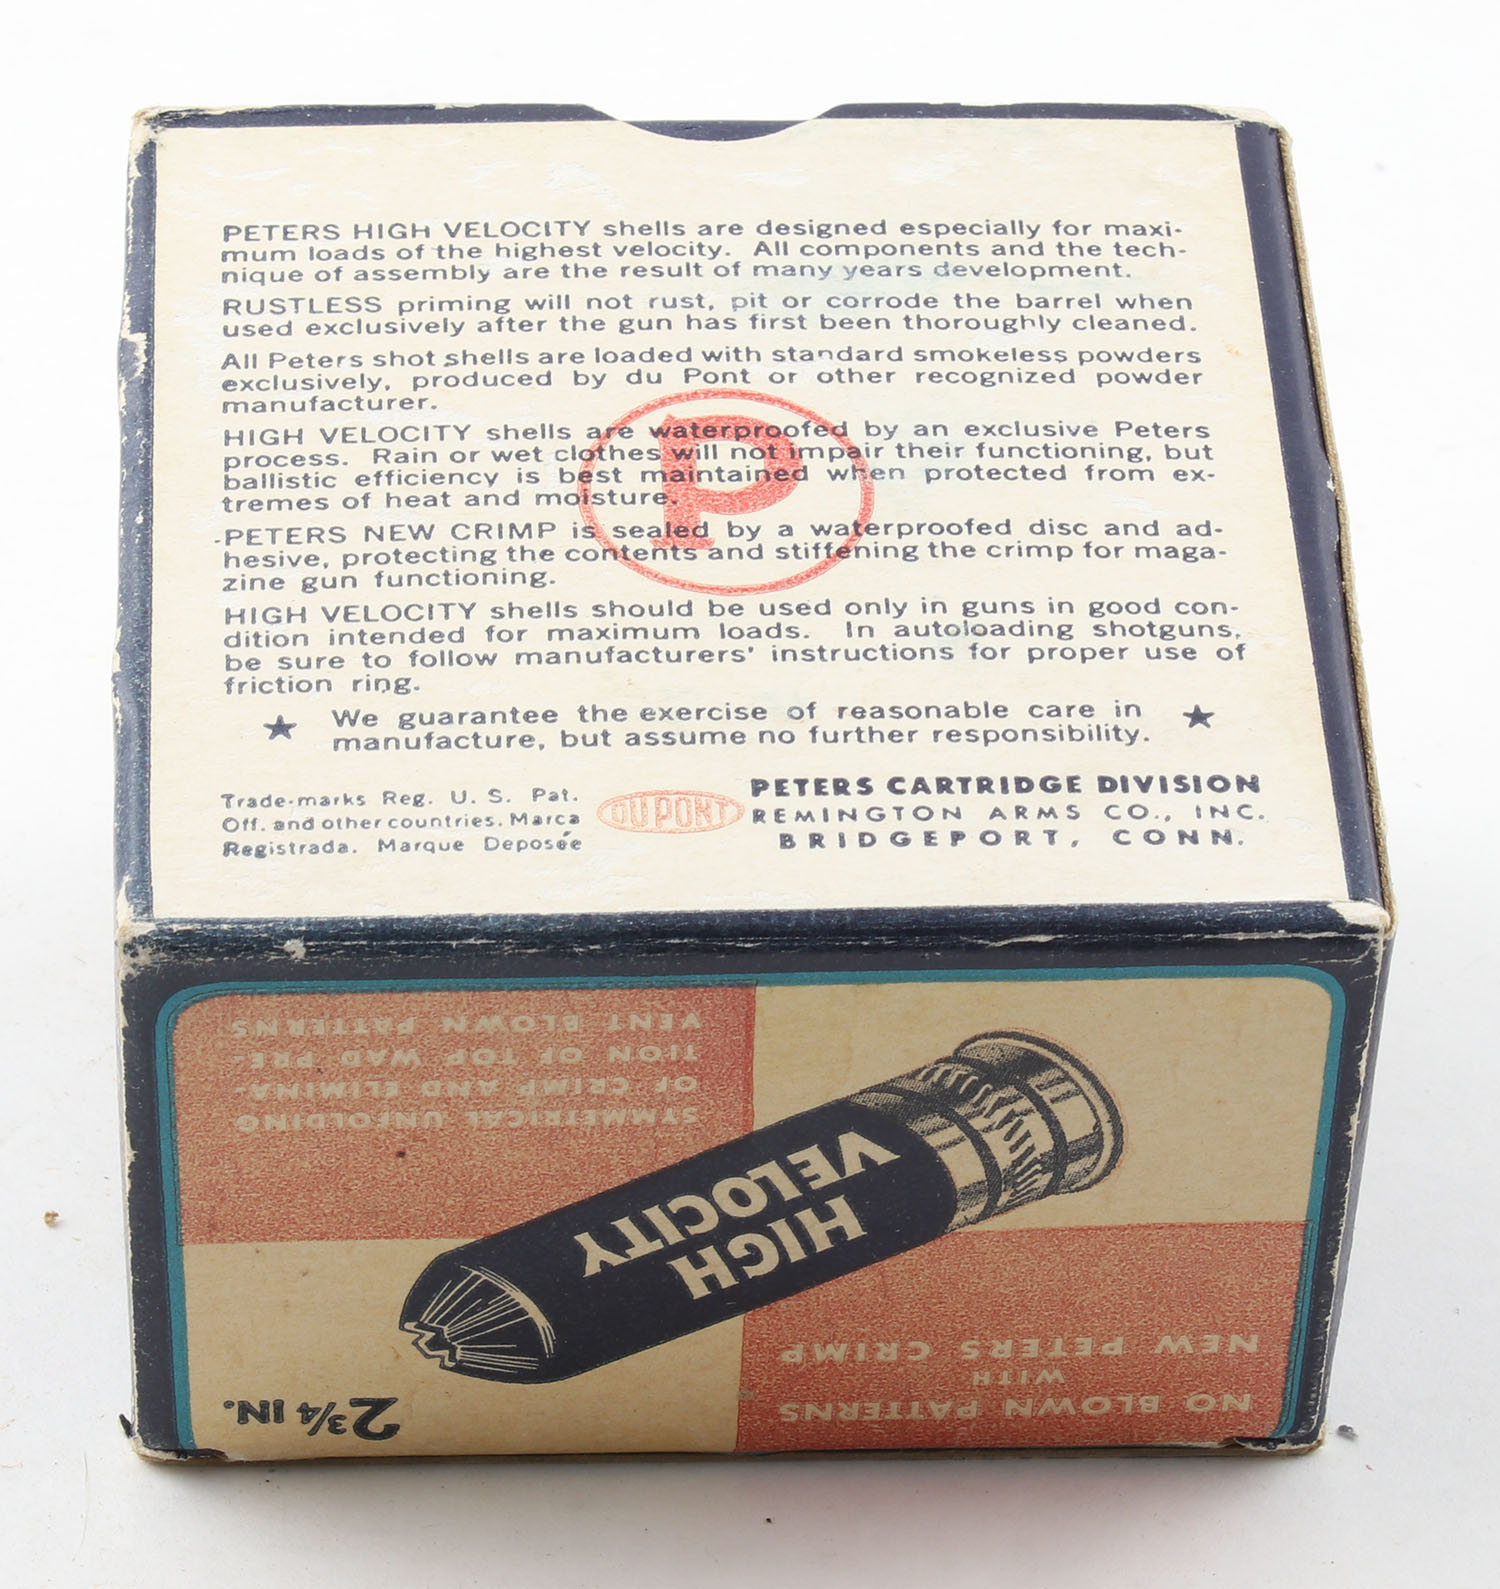 PETERS HIGH VELOCITY shells are designed especially for maxi-
mum loads of the highest velocity. All components and the tech-
nique of assembly are the result of many years development.
RUSTLESS priming will not rust, pit or corrode the barrel when
used exclusively after the gun has first been thoroughly cleaned.
All Peters shot shells are loaded with standard smokeless powders
exclusively, produced by du Pont or other recognized powder
manufacturer.
HIGH VELOCITY shells are waterproofed by an exclusive Peters
process. Rain or wet clothes will not impair their functioning, but
ballistic efficiency is best maintained when protected from ex-
tremes of heat and moisture.
P
PETERS NEW CRIMP is sealed by a waterproofed disc and ad-
hesive, protecting the contents and stiffening the crimp for maga-
zine gun functioning.
HIGH VELOCITY shells should be used only in guns in good con-
dition intended for maximum loads. In autoloading shotguns,
be sure to follow manufacturers' instructions for proper use of
friction ring.
★ We guarantee the exercise of reasonable care in ★
manufacture, but assume no further responsibility.
Trade-marks Reg. U. S. Pat.
Off. and other countries. Marca
Registrada. Marque Deposée
DU PONT
PETERS CARTRIDGE DIVISION
REMINGTON ARMS CO., INC.
BRIDGEPORT, CONN.
NO BLOWN PATTERNS
WITH
NEW PETERS CRIMP
2¾ IN.
HIGH
VELOCITY
SYMMETRICAL UNFOLDING
OF CRIMP AND ELIMINA-
TION OF TOP WAD PRE-
VENT BLOWN PATTERNS